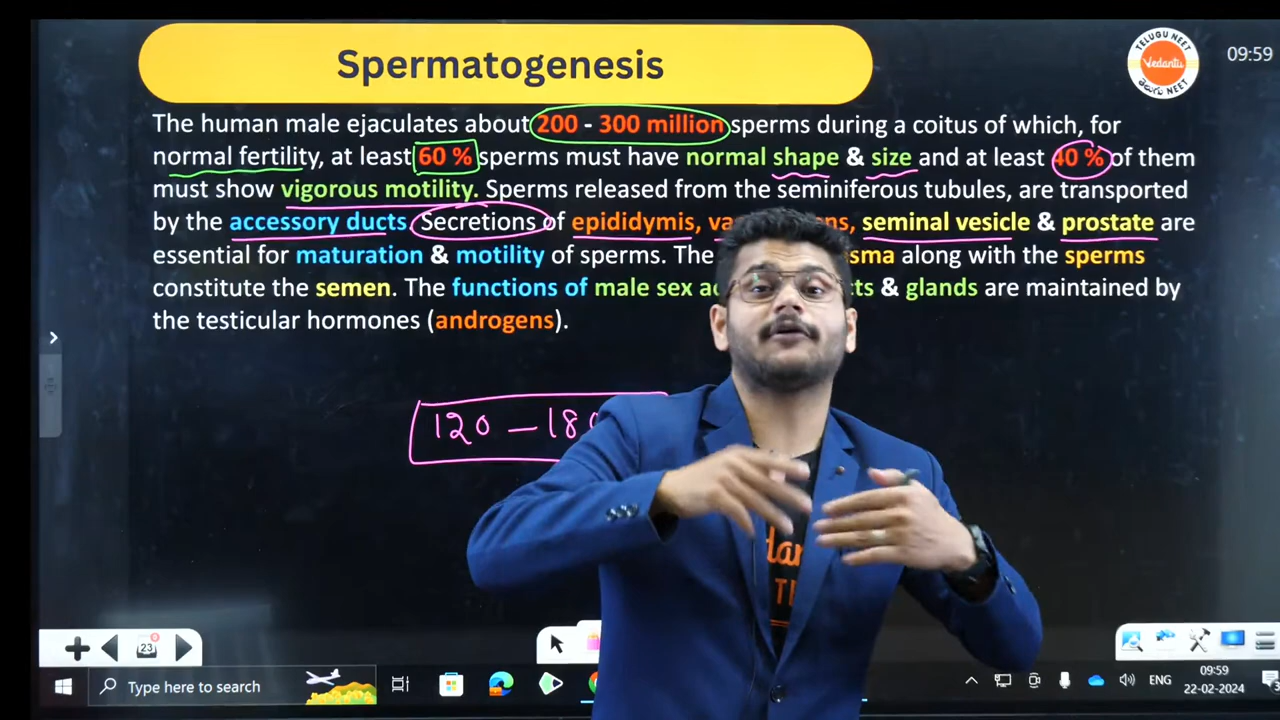 Spermatogenesis
TELUGU NEET
Vedantu
తెలుగు NEET
09:59
The human male ejaculates about 200 - 300 million sperms during a coitus of which, for
normal fertility, at least 60 % sperms must have normal shape & size and at least 40 % of them
must show vigorous motility. Sperms released from the seminiferous tubules, are transported
by the accessory ducts. Secretions of epididymis, seminal vesicle & prostate are
essential for maturation & motility of sperms. The along with the sperms
constitute the semen. The functions of male sex & glands are maintained by
the testicular hormones (androgens).
120 – 180
23
Type here to search
ENG
09:59
22-02-2024